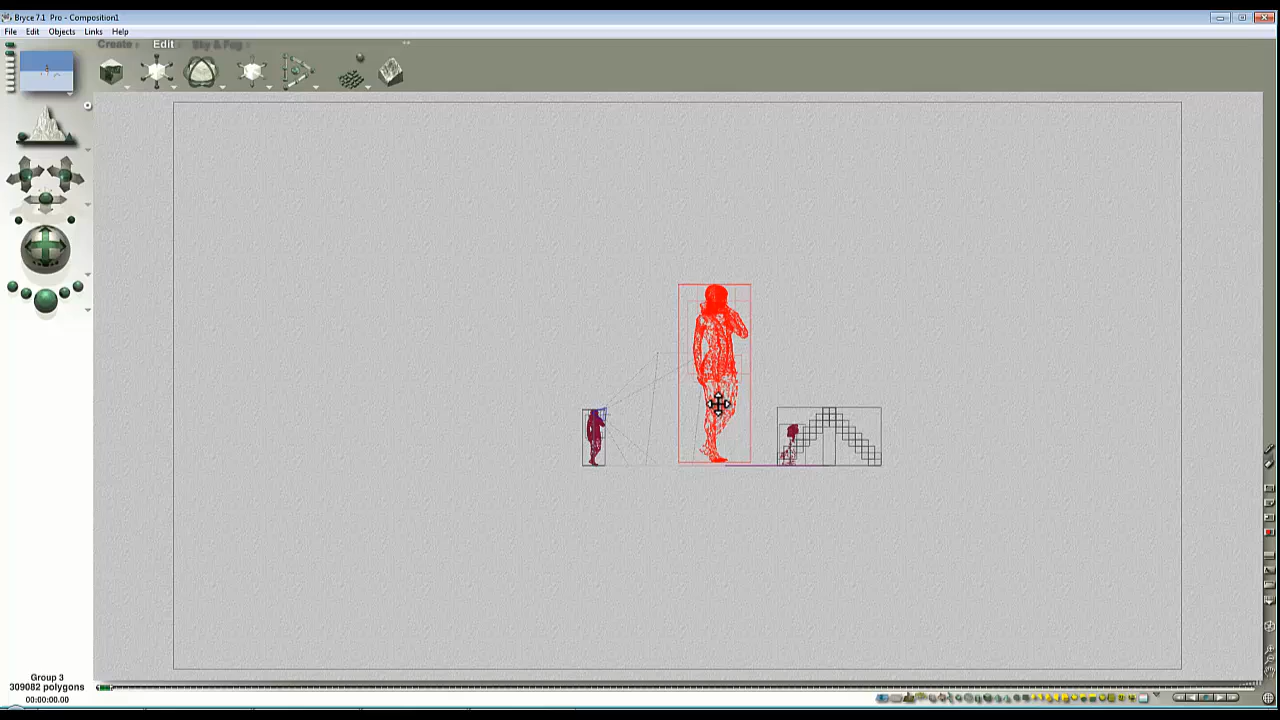 Bryce 7.1 Pro - Composition1
File Edit Objects Links Help
Create Edit Sky & Fog
Group 3
309082 polygons
00:00:00.00